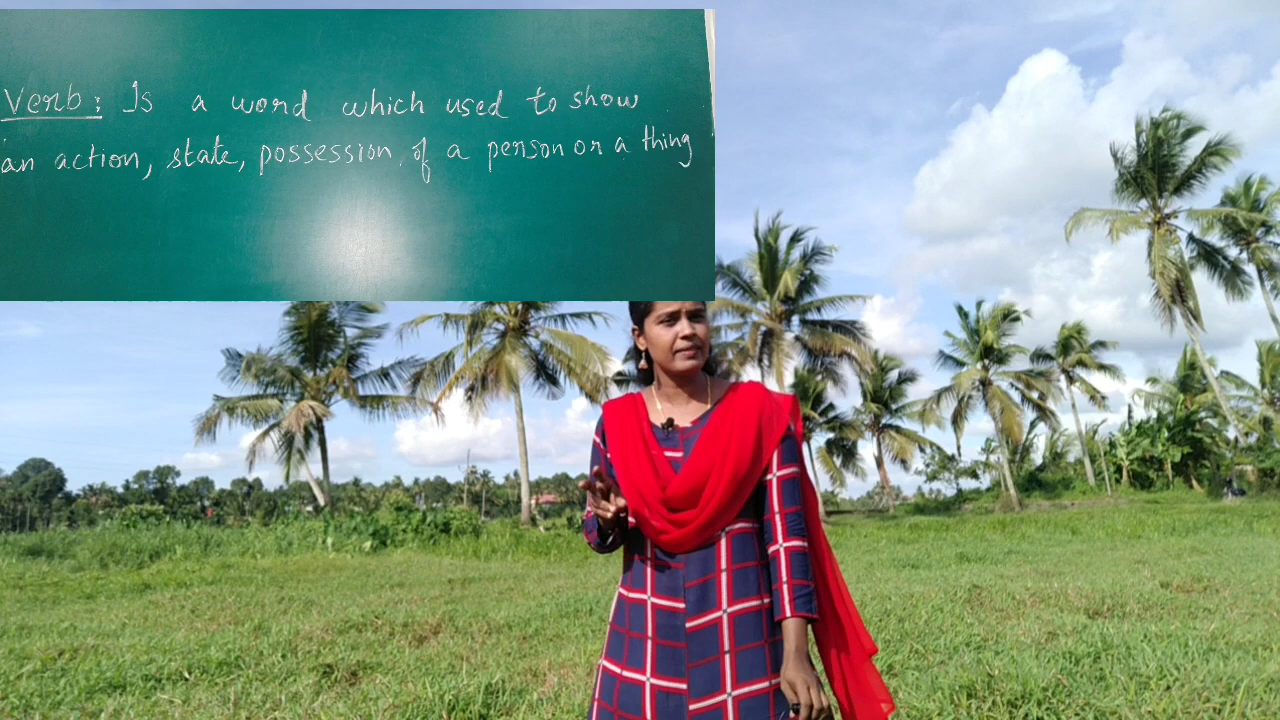 Verb: Is a word which used to show
an action, state, possession of a person or a thing